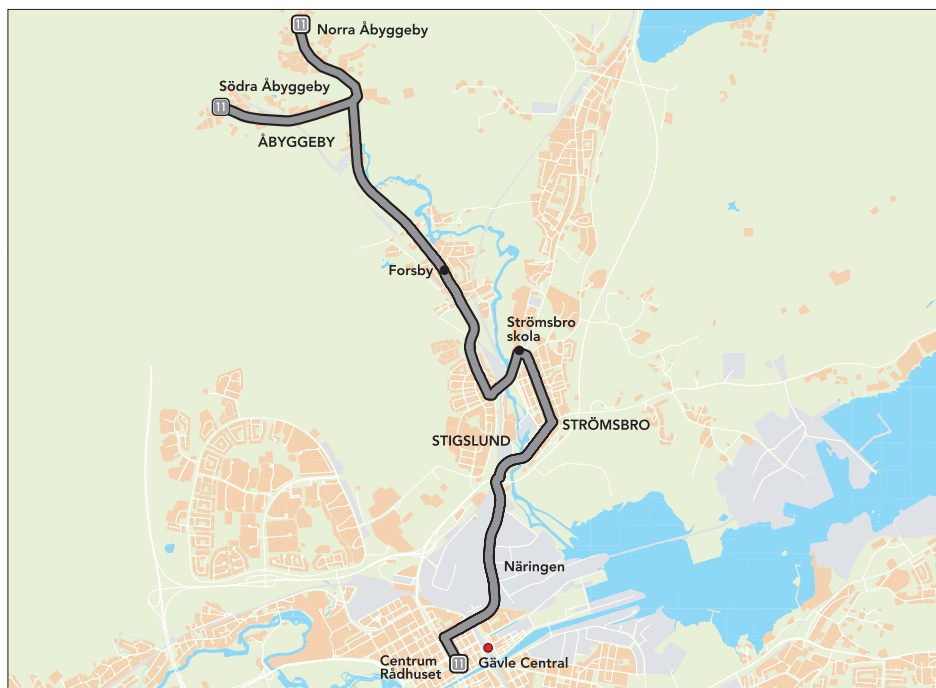 11 Norra Åbyggeby
Södra Åbyggeby
11
ÅBYGGEBY
Forsby
Strömsbro
skola
STRÖMSBRO
STIGSLUND
Näringen
Centrum
Rådhuset
11
Gävle Central